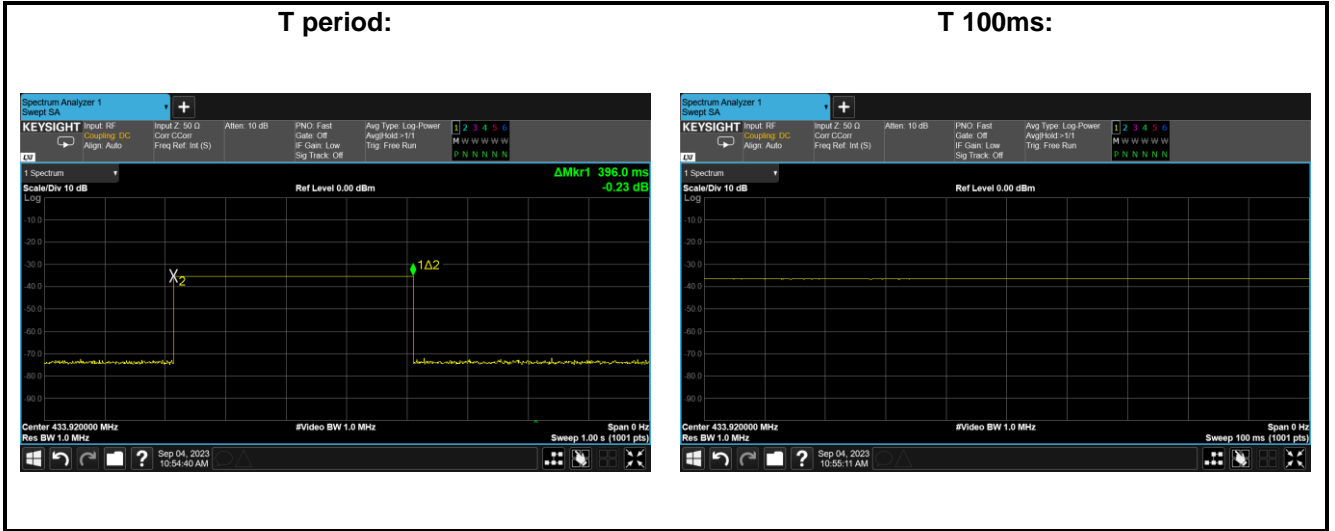 T period:
T 100ms:
Spectrum Analyzer 1
Swept SA
+
KEYSIGHT
Input: RF
Coupling: DC
Align: Auto
Input Z: 50 Ω
Corr CCorr
Freq Ref: Int (S)
Atten: 10 dB
PNO: Fast
Gate: Off
IF Gain: Low
Sig Track: Off
Avg Type: Log-Power
Avg|Hold:>1/1
Trig: Free Run
1 2 3 4 5 6
M W W W W W
P N N N N N
LXI
1 Spectrum
ΔMkr1 396.0 ms
Scale/Div 10 dB
Ref Level 0.00 dBm
-0.23 dB
Log
-10.0
-20.0
-30.0
-40.0
-50.0
-60.0
-70.0
-80.0
-90.0
X2
1Δ2
Center 433.920000 MHz
#Video BW 1.0 MHz
Span 0 Hz
Res BW 1.0 MHz
Sweep 1.00 s (1001 pts)
?
Sep 04, 2023
10:54:40 AM
Spectrum Analyzer 1
Swept SA
+
KEYSIGHT
Input: RF
Coupling: DC
Align: Auto
Input Z: 50 Ω
Corr CCorr
Freq Ref: Int (S)
Atten: 10 dB
PNO: Fast
Gate: Off
IF Gain: Low
Sig Track: Off
Avg Type: Log-Power
Avg|Hold:>1/1
Trig: Free Run
1 2 3 4 5 6
M W W W W W
P N N N N N
LXI
1 Spectrum
Scale/Div 10 dB
Ref Level 0.00 dBm
Log
-10.0
-20.0
-30.0
-40.0
-50.0
-60.0
-70.0
-80.0
-90.0
Center 433.920000 MHz
#Video BW 1.0 MHz
Span 0 Hz
Res BW 1.0 MHz
Sweep 100 ms (1001 pts)
?
Sep 04, 2023
10:55:11 AM